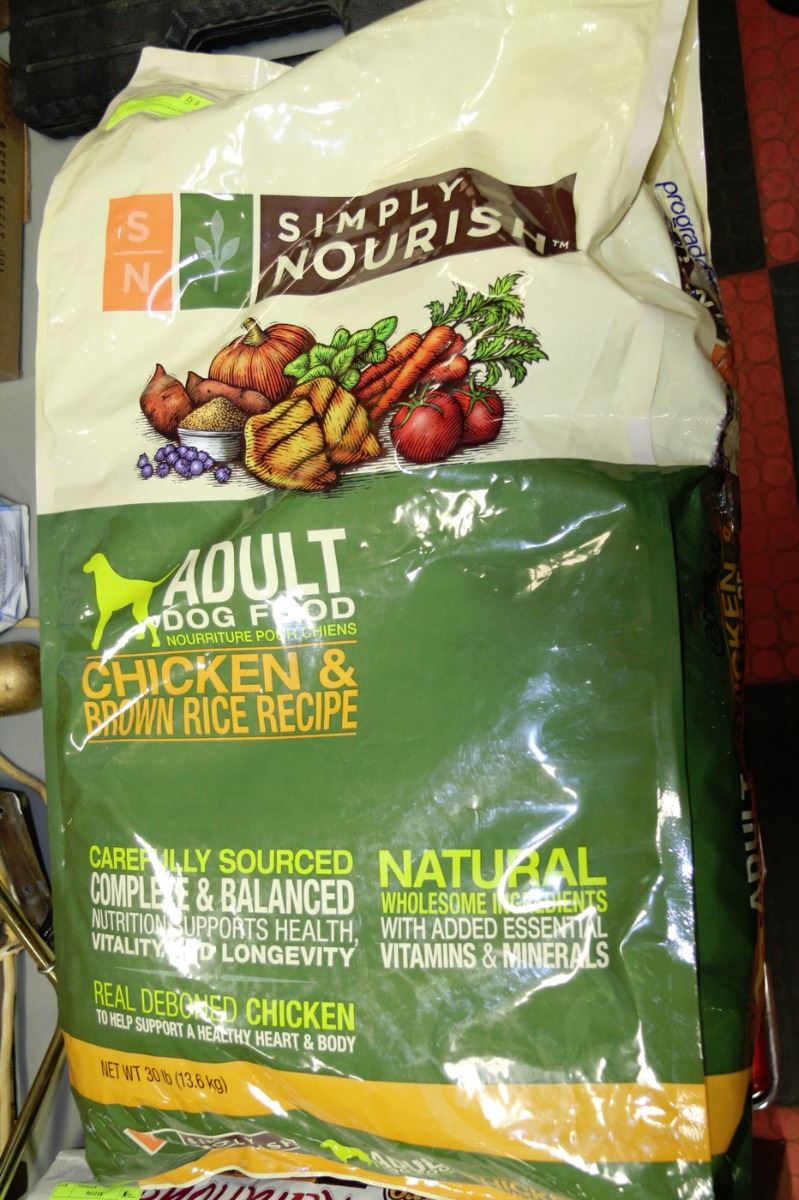 S
N
SIMPLY
NOURISH™
ADULT
DOG FOOD
NOURRITURE POUR CHIENS
CHICKEN &
BROWN RICE RECIPE
CAREFULLY SOURCED
COMPLETE & BALANCED
NUTRITION SUPPORTS HEALTH,
VITALITY AND LONGEVITY
REAL DEBONED CHICKEN
TO HELP SUPPORT A HEALTHY HEART & BODY
NATURAL
WHOLESOME INGREDIENTS
WITH ADDED ESSENTIAL
VITAMINS & MINERALS
NET WT 30 lb (13.6 kg)
ADULT
ADULT